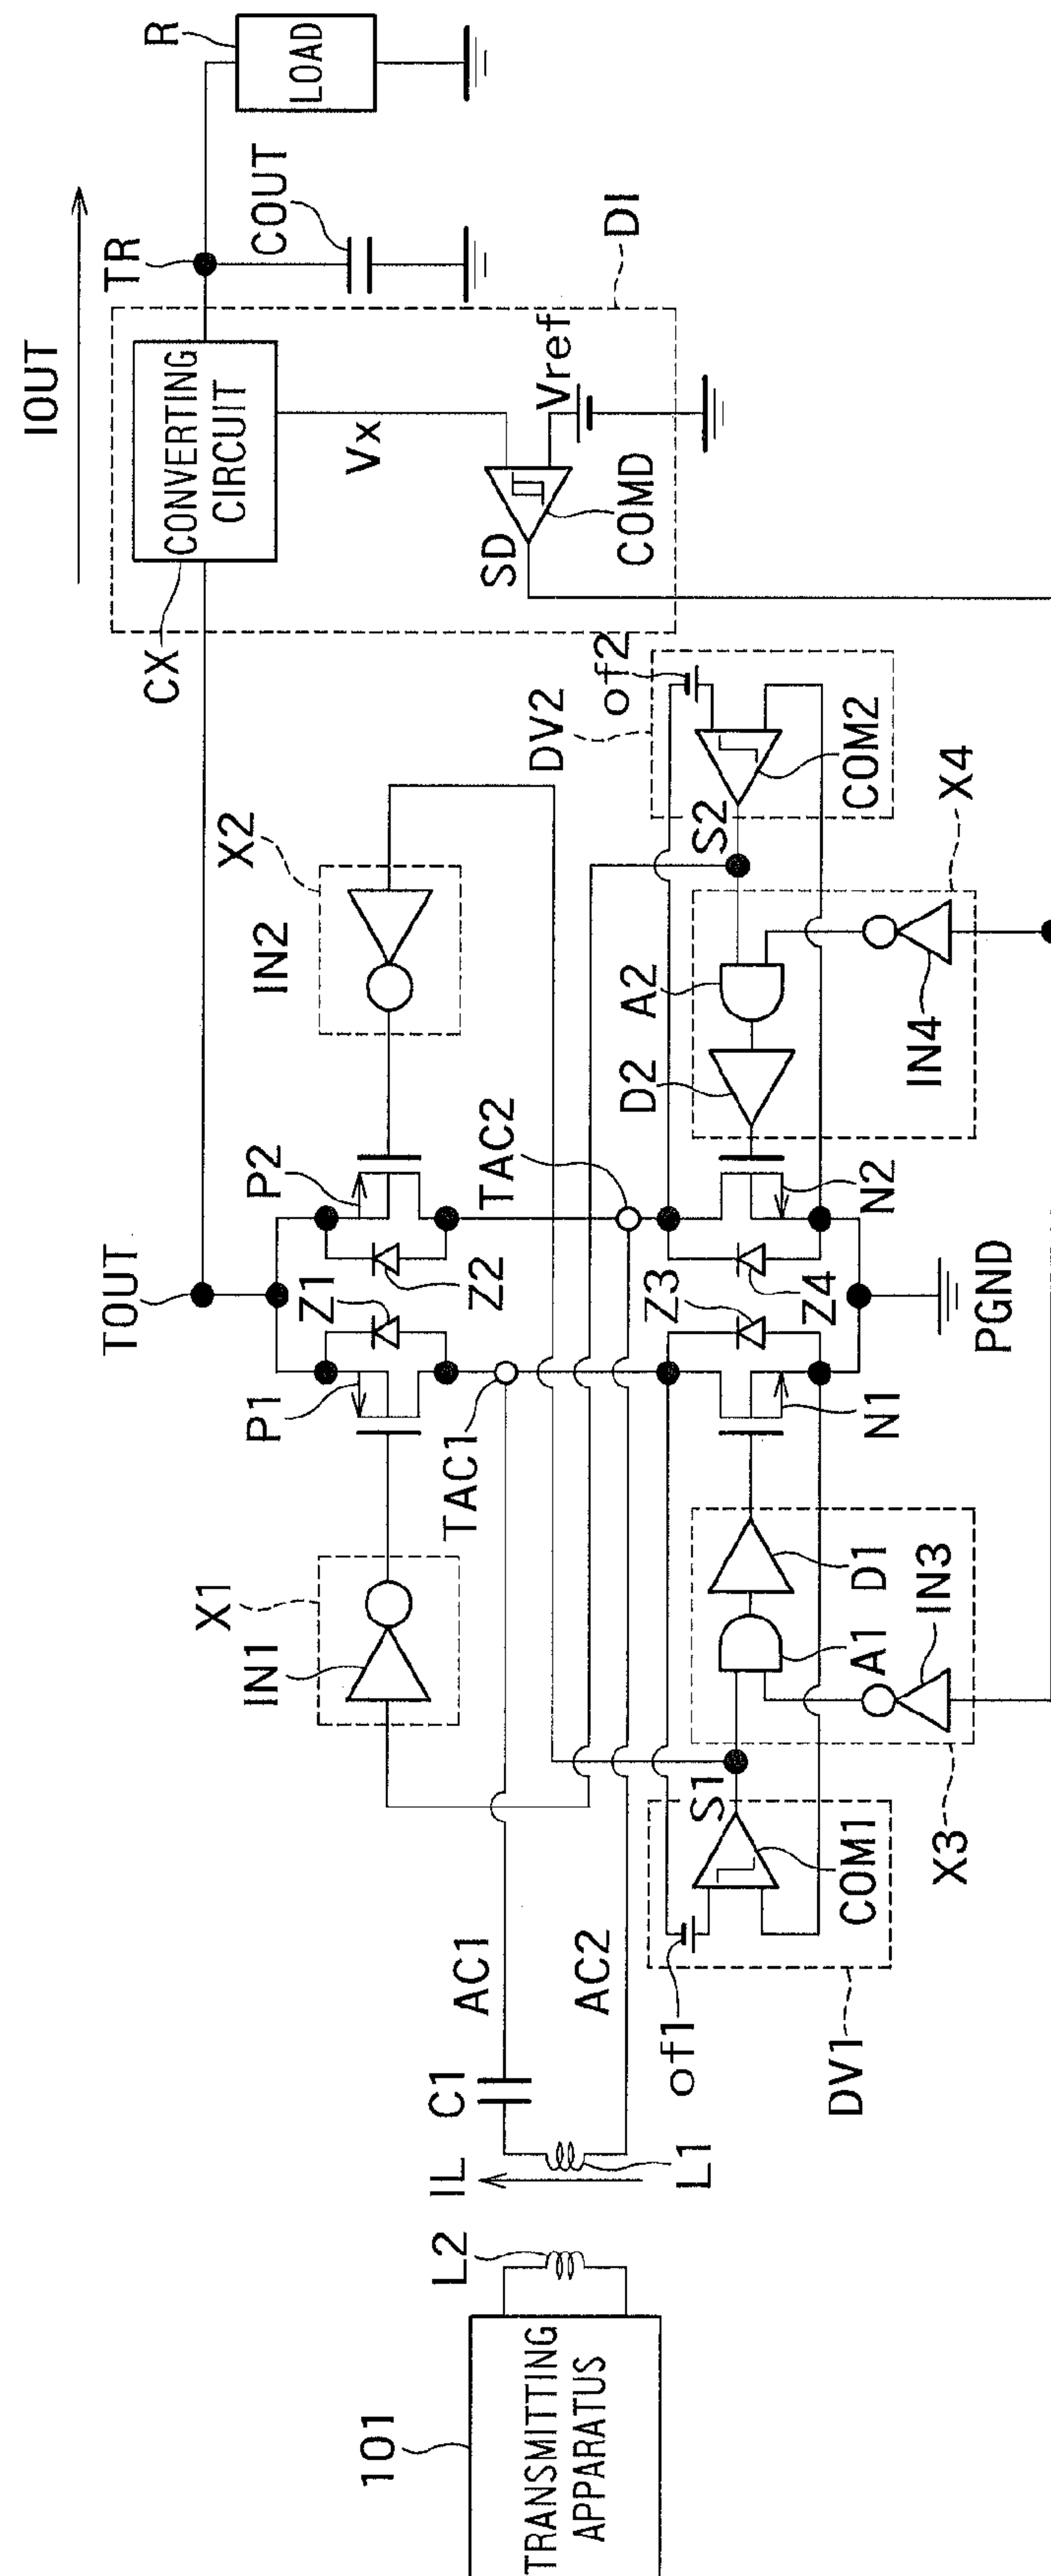 101
TRANSMITTING
APPARATUS
L2
IL
L1
C1
AC1
AC2
of1
DV1
COM1
S1
X3
IN3
A1
D1
X1
IN1
TAC1
P1
Z1
N1
Z3
TOUT
PGND
P2
Z2
TAC2
N2
Z4
D2
A2
IN4
X4
X2
IN2
S2
COM2
DV2
of2
CX
CONVERTING
CIRCUIT
Vx
SD
COMD
Vref
DI
IOUT
TR
COUT
R
LOAD